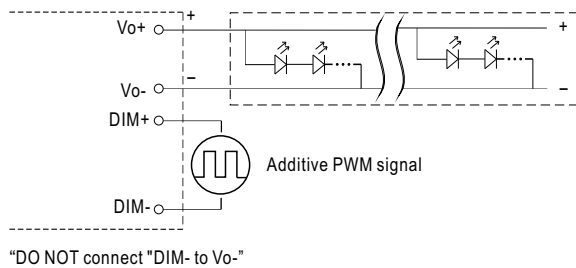 Vo+
+
+
Vo-
−
−
DIM+
Additive PWM signal
DIM-
“DO NOT connect "DIM- to Vo-”